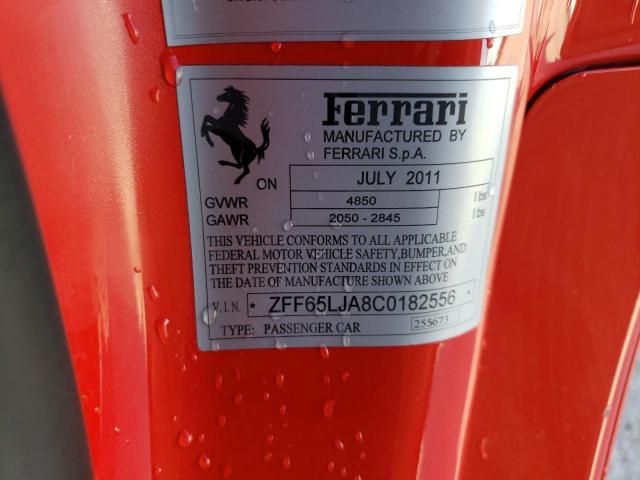 Ferrari
MANUFACTURED BY
FERRARI S.p.A.
ON JULY 2011
GVWR 4850 lbs
GAWR 2050 - 2845 lbs
THIS VEHICLE CONFORMS TO ALL APPLICABLE
FEDERAL MOTOR VEHICLE SAFETY,BUMPER,AND
THEFT PREVENTION STANDARDS IN EFFECT ON
THE DATE OF MANUFACTURE SHOWN ABOVE
V.I.N. * ZFF65LJA8C0182556 *
TYPE: PASSENGER CAR 255673